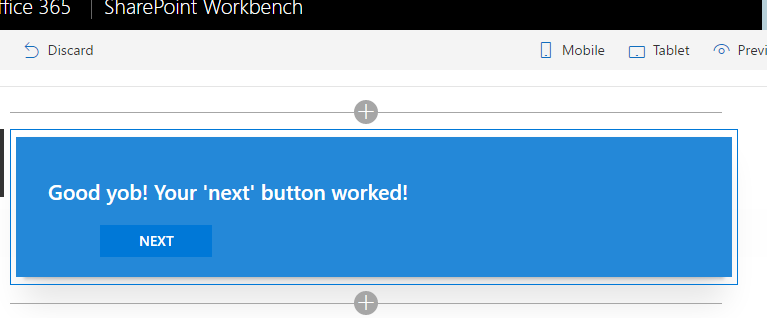 ffice 365 SharePoint Workbench
Discard Mobile Tablet Previ
Good yob! Your 'next' button worked!
NEXT